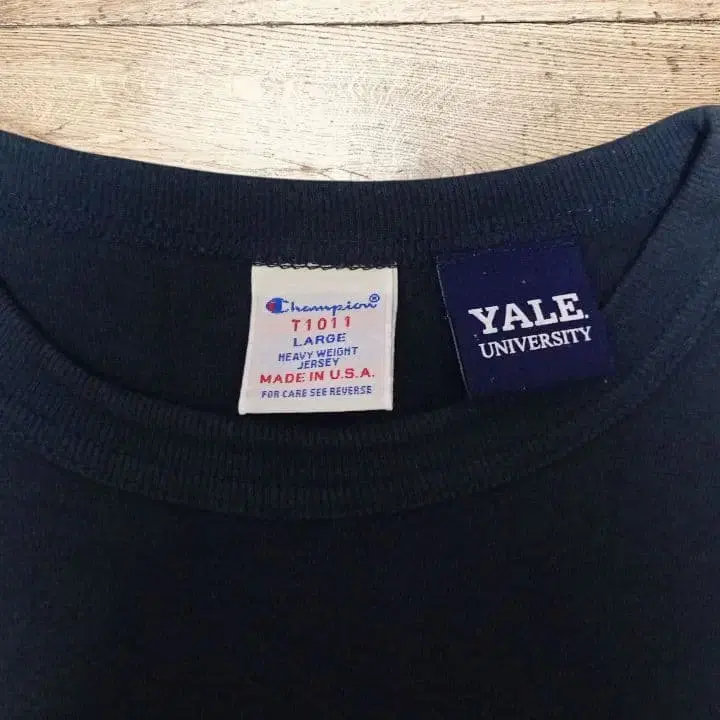 Champion®
T1011
LARGE
HEAVY WEIGHT
JERSEY
MADE IN U.S.A.
FOR CARE SEE REVERSE
YALE.
UNIVERSITY